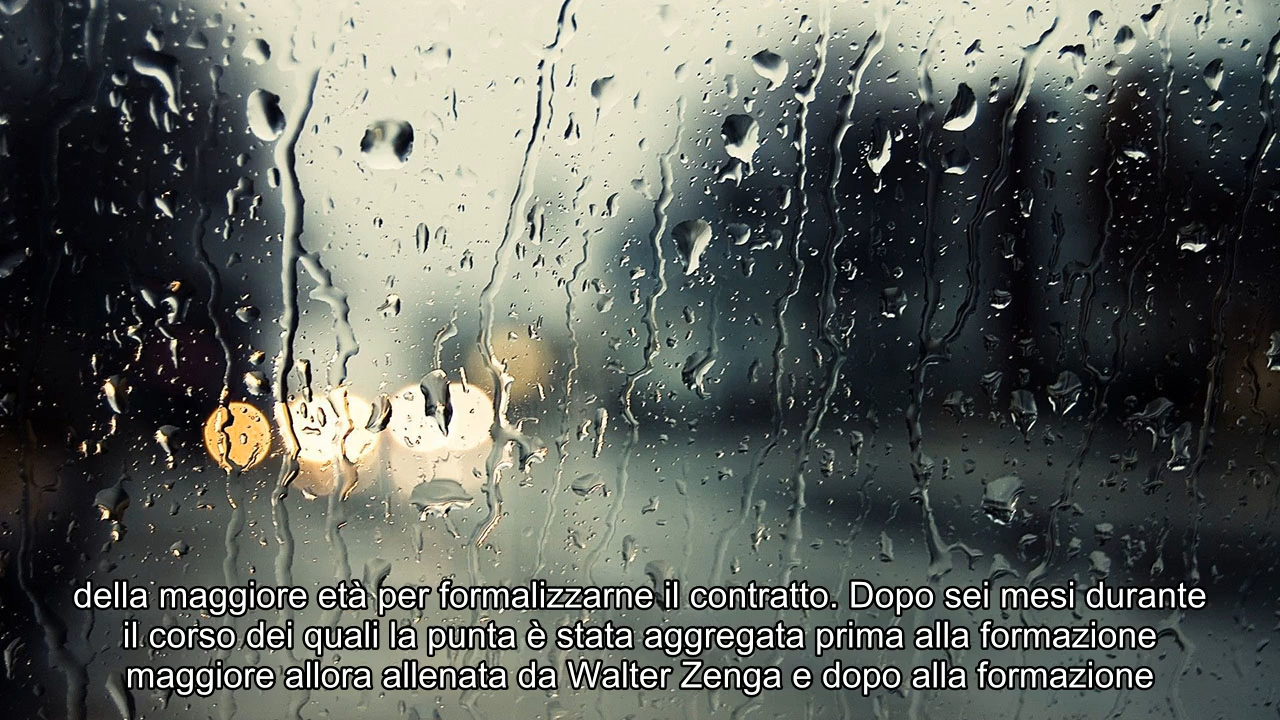 della maggiore età per formalizzarne il contratto. Dopo sei mesi durante
il corso dei quali la punta è stata aggregata prima alla formazione
maggiore allora allenata da Walter Zenga e dopo alla formazione